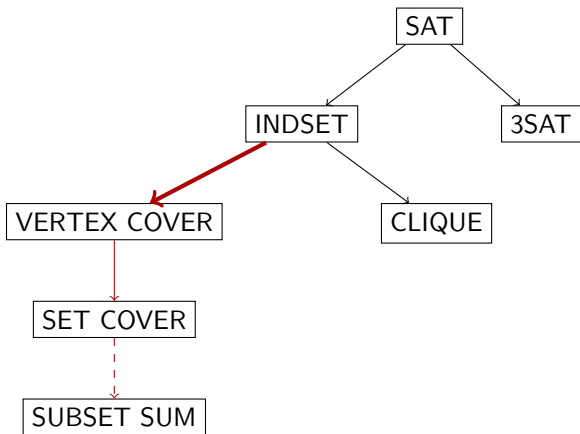 SAT
INDSET
3SAT
VERTEX COVER
CLIQUE
SET COVER
SUBSET SUM